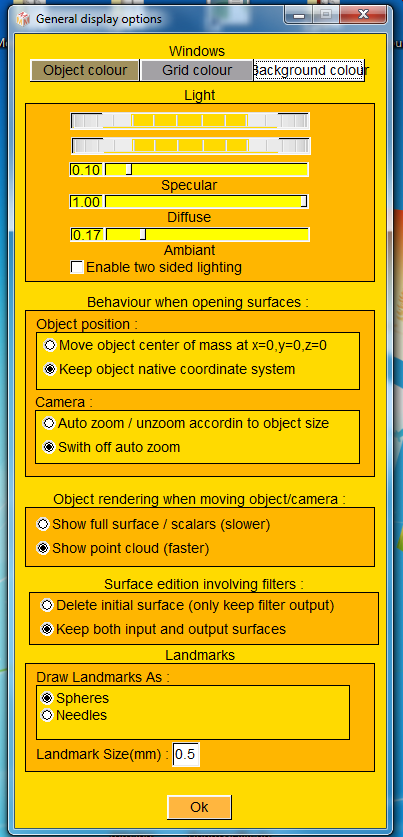 General display options
Windows
Object colour Grid colour Background colour
Light
0.10
Specular
1.00
Diffuse
0.17
Ambiant
Enable two sided lighting
Behaviour when opening surfaces :
Object position :
Move object center of mass at x=0,y=0,z=0
Keep object native coordinate system
Camera :
Auto zoom / unzoom accordin to object size
Swith off auto zoom
Object rendering when moving object/camera :
Show full surface / scalars (slower)
Show point cloud (faster)
Surface edition involving filters :
Delete initial surface (only keep filter output)
Keep both input and output surfaces
Landmarks
Draw Landmarks As :
Spheres
Needles
Landmark Size(mm) : 0.5
Ok